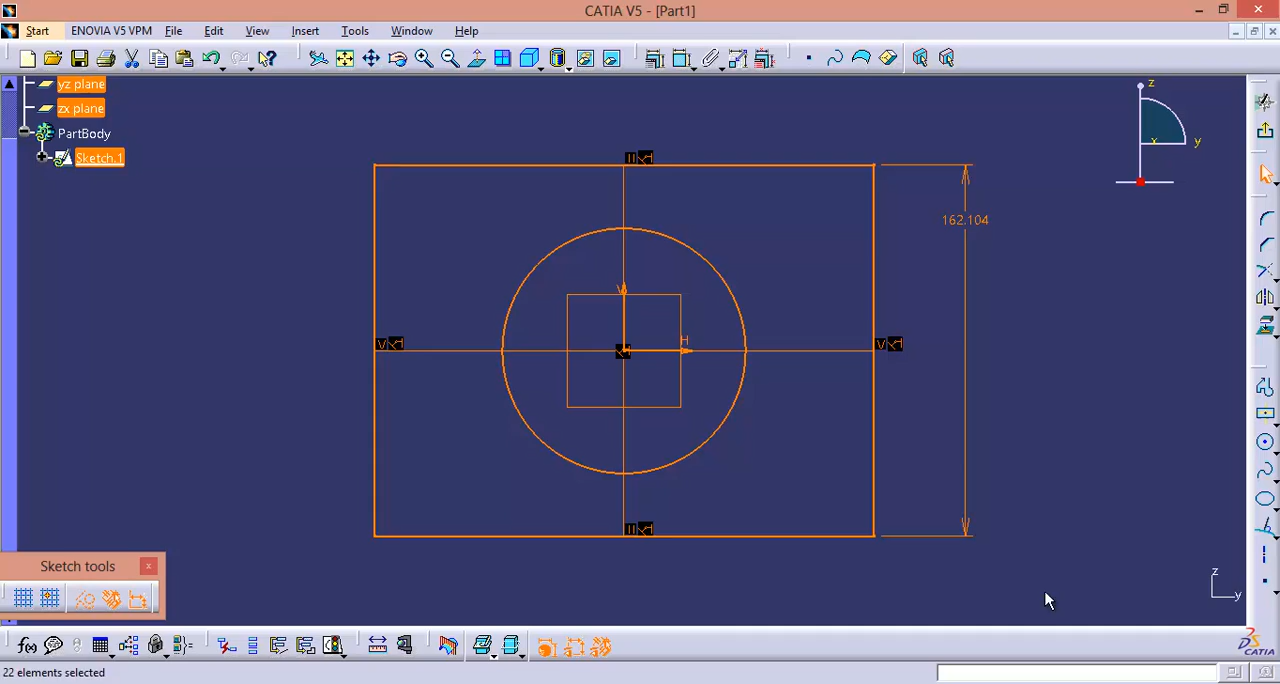 CATIA V5 - [Part1]
Start ENOVIA V5 VPM File Edit View Insert Tools Window Help
yz plane
zx plane
PartBody
Sketch.1
z
x
y
162.104
V
H
Sketch tools
f(x)
z
y
CATIA
22 elements selected